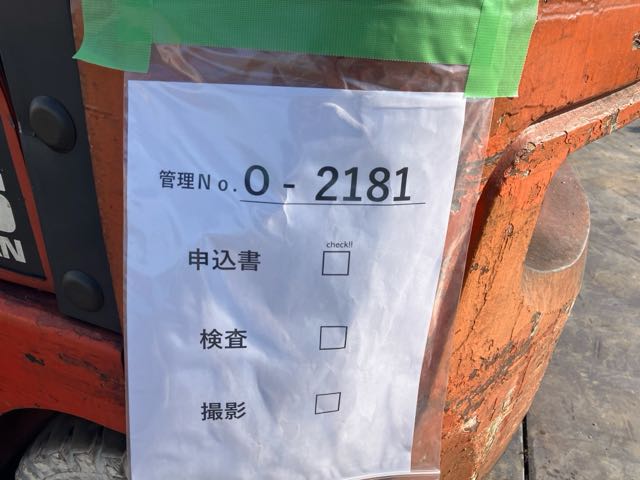 管理No. O - 2181
check!!
申込書 □
検査 □
撮影 □